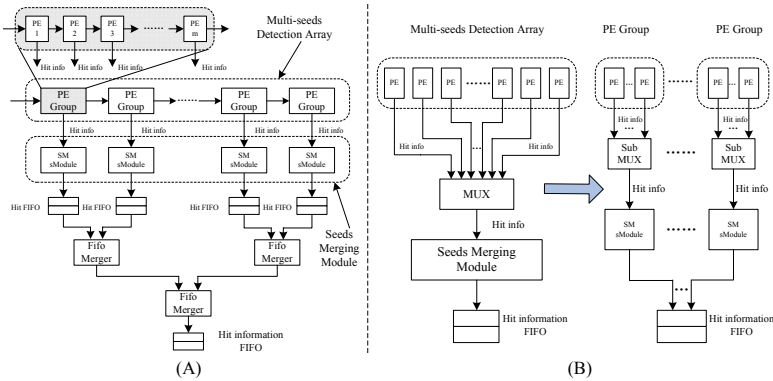 PE 1
PE 2
PE 3
......
PE m
Hit info
Hit info
Hit info
Hit info
Multi-seeds
Detection Array
PE Group
PE Group
......
PE Group
PE Group
Hit info
Hit info
Hit info
Hit info
SM sModule
SM sModule
SM sModule
SM sModule
Hit FIFO
Hit FIFO
Hit FIFO
Hit FIFO
Seeds
Merging
Module
Fifo Merger
Fifo Merger
Fifo Merger
Hit information
FIFO
(A)
Multi-seeds Detection Array
PE
PE
PE
......
PE
PE
PE
Hit info
...
Hit info
MUX
Hit info
Seeds Merging
Module
Hit information
FIFO
PE Group
PE Group
PE ... PE
......
PE ... PE
Hit info
...
Hit info
...
Sub MUX
......
Sub MUX
Hit info
Hit info
SM sModule
......
SM sModule
...
Hit information
FIFO
(B)